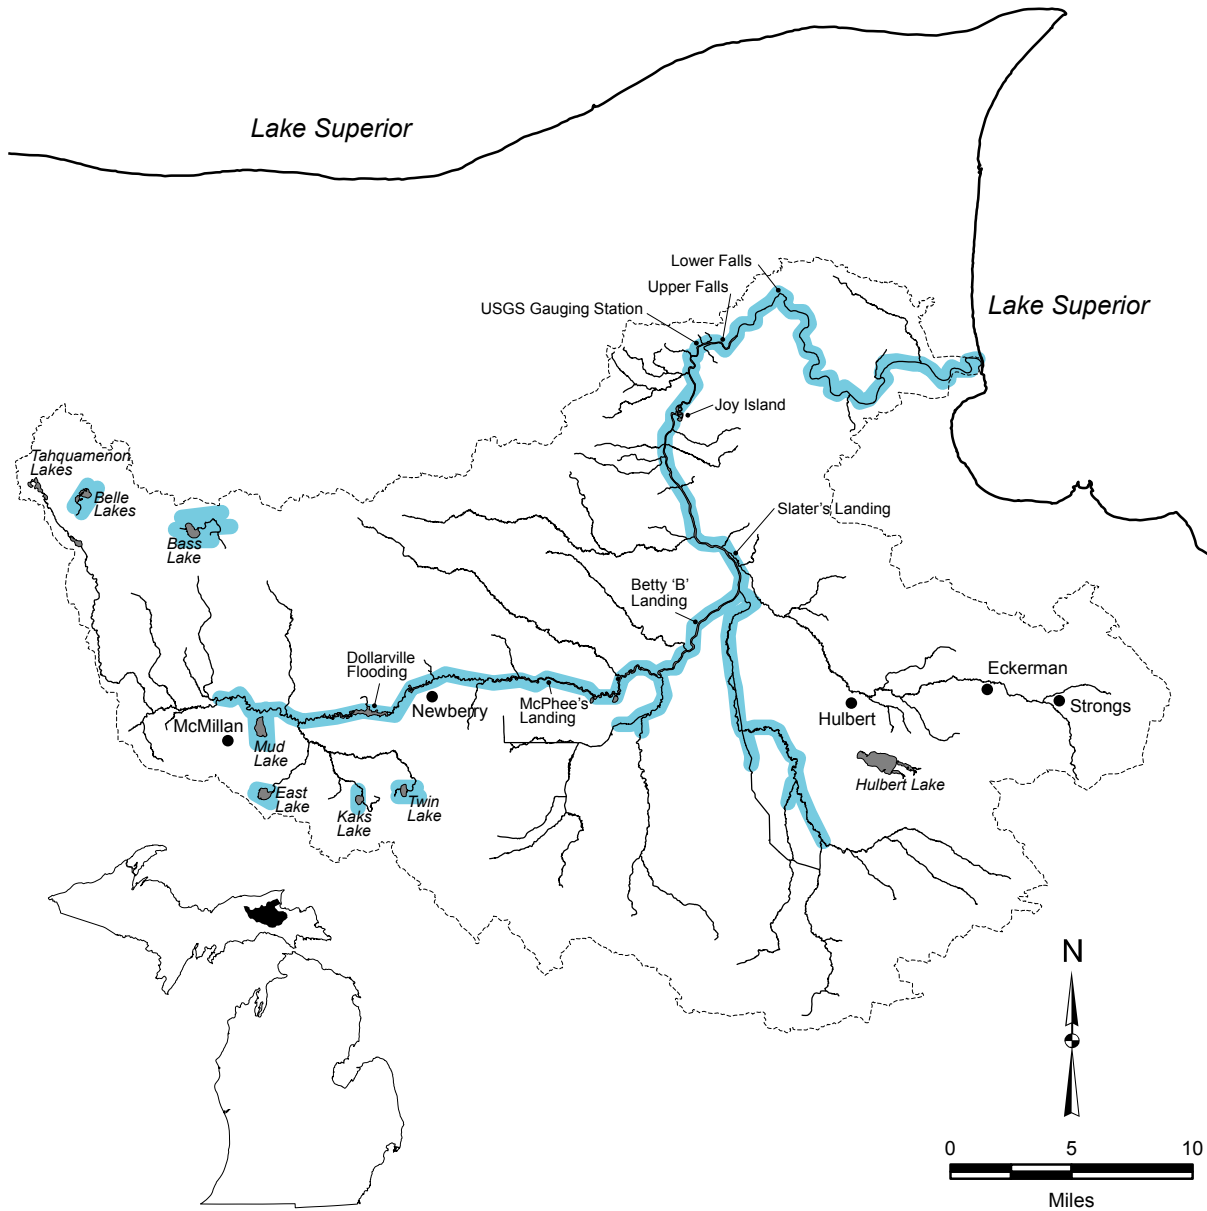 Lake Superior
Lower Falls
Upper Falls
Lake Superior
USGS Gauging Station
Joy Island
Tahquamenon
Lakes
Belle
Lakes
Slater's Landing
Bass
Lake
Betty ‘B’
Landing
Dollarville
Flooding
Eckerman
McPhee's
Landing
Newberry
Strongs
Hulbert
McMillan
Mud
Lake
Hulbert Lake
East
Lake
Kaks
Lake
Twin
Lake
N
0 5 10
Miles